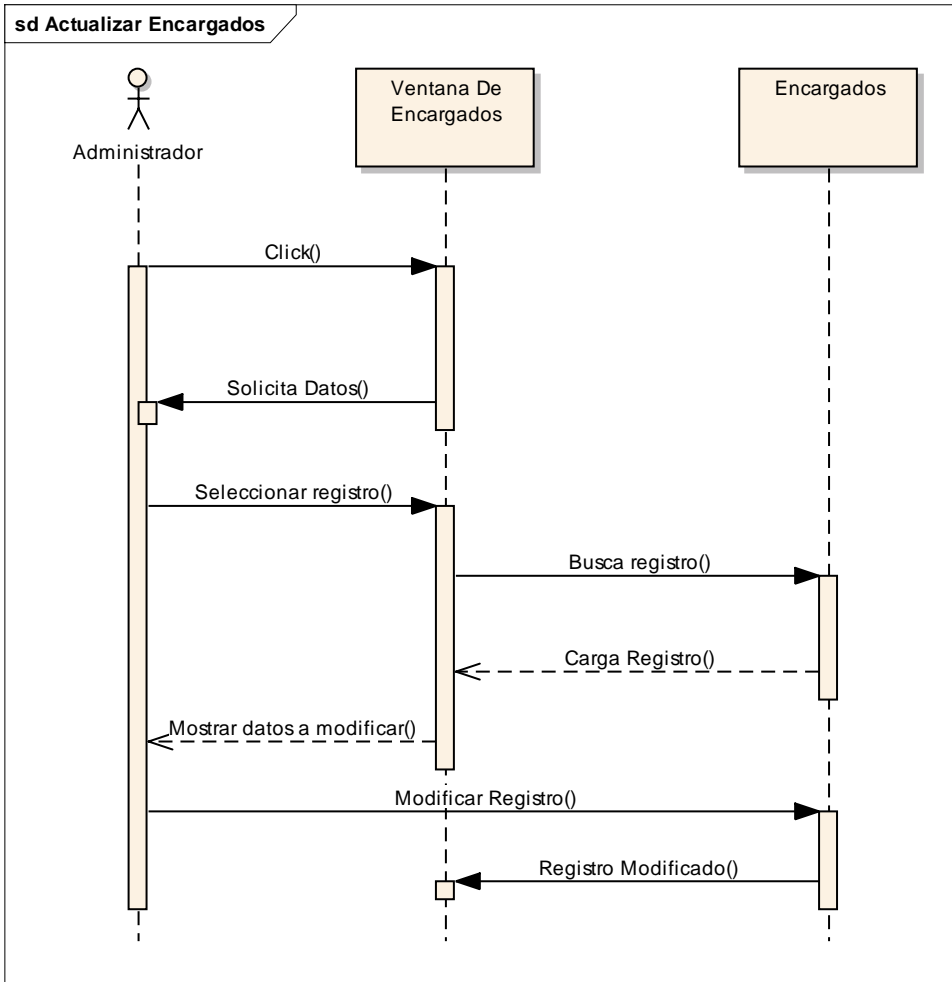 sd Actualizar Encargados
Administrador
Ventana De
Encargados
Encargados
Click()
Solicita Datos()
Seleccionar registro()
Busca registro()
Carga Registro()
Mostrar datos a modificar()
Modificar Registro()
Registro Modificado()